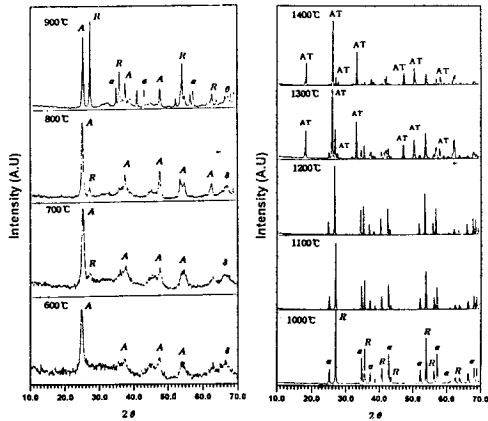 900℃
A
R
α
R
A
α
A
R
α
R
θ
800℃
A
R
A
A
A
A
δ
700℃
A
R
A
A
A
δ
600℃
A
A
A
A
δ
Intensity (A.U)
10.0 20.0 30.0 40.0 50.0 60.0 70.0
2 θ
1400℃
AT
AT
AT
AT
AT
AT
AT
1300℃
AT
AT
AT
AT
AT
AT
AT
1200℃
1100℃
1000℃
R
α
α
R
α
R
α
R
α
R
R
α
α
R
α
Intensity (A.U)
10.0 20.0 30.0 40.0 50.0 60.0 70.0
2 θ